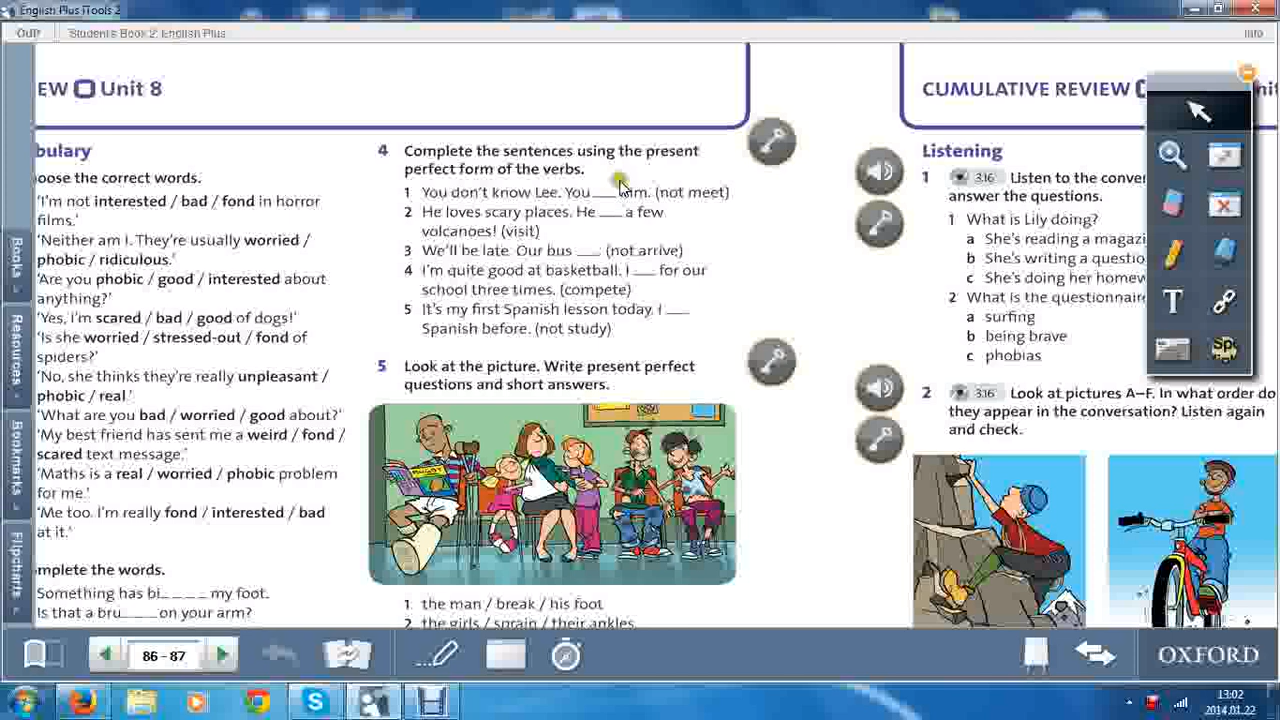 English Plus iTools 2
Quit
Student's Book 2: English Plus
Info
EW Unit 8
bulary
oose the correct words.
'I'm not interested / bad / fond in horror
films.'
'Neither am I. They're usually worried /
phobic / ridiculous.'
'Are you phobic / good / interested about
anything?'
'Yes, I'm scared / bad / good of dogs!'
'Is she worried / stressed-out / fond of
spiders?'
'No, she thinks they're really unpleasant /
phobic / real.'
'What are you bad / worried / good about?'
'My best friend has sent me a weird / fond /
scared text message.'
'Maths is a real / worried / phobic problem
for me.'
'Me too. I'm really fond / interested / bad
at it.'
mplete the words.
Something has bi_ _ _ _ my foot.
Is that a bru____ on your arm?
4 Complete the sentences using the present
perfect form of the verbs.
1 You don't know Lee. You ___ him. (not meet)
2 He loves scary places. He ___ a few
volcanoes! (visit)
3 We'll be late. Our bus ___ (not arrive)
4 I'm quite good at basketball. I ___ for our
school three times. (compete)
5 It's my first Spanish lesson today. I ___
Spanish before. (not study)
5 Look at the picture. Write present perfect
questions and short answers.
RUGBY
1 the man / break / his foot
2 the girls / sprain / their ankles
CUMULATIVE REVIEW
nit
Listening
1 3.16 Listen to the conver
answer the questions.
1 What is Lily doing?
a She's reading a magazi
b She's writing a questio
c She's doing her homew
2 What is the questionnaire
a surfing
b being brave
c phobias
2 3.16 Look at pictures A–F. In what order do
they appear in the conversation? Listen again
and check.
T
Sp
Books
Resources
Bookmarks
Flipcharts
86 - 87
OXFORD
13:02
2014.01.22